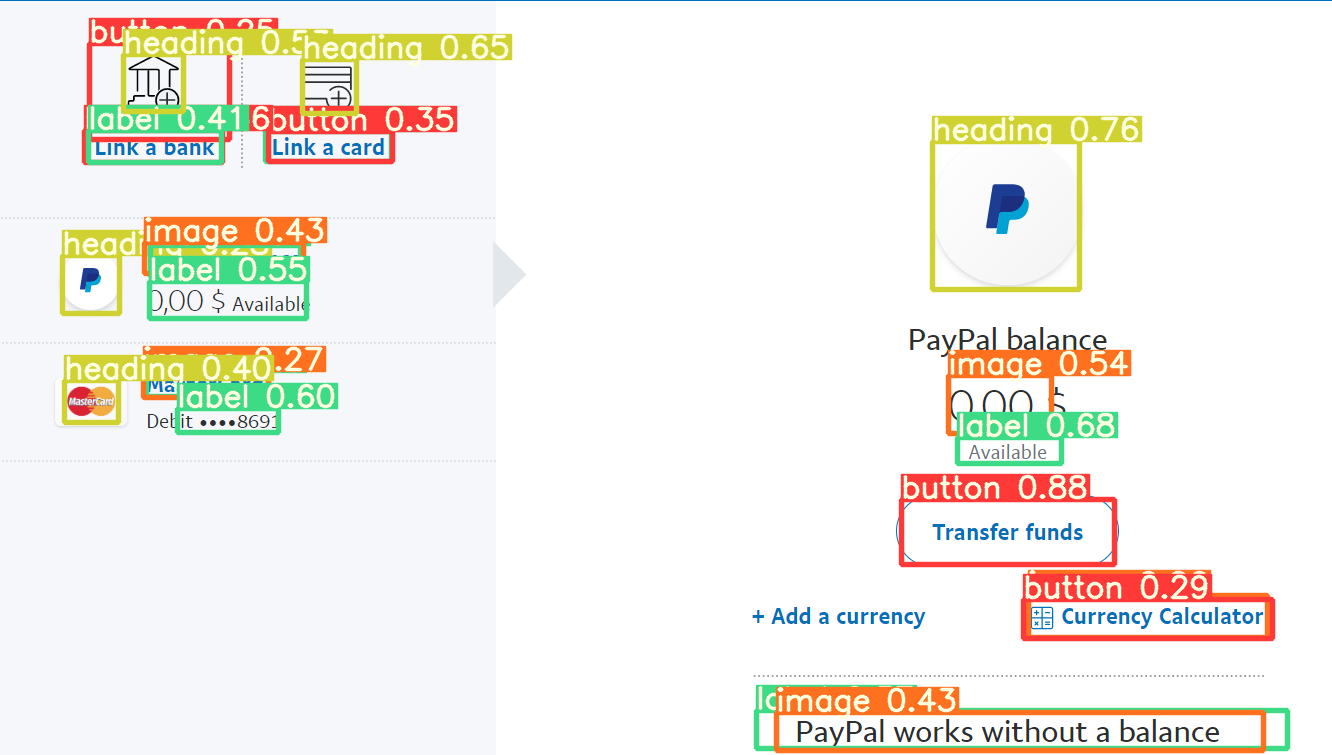 button 0.25
heading
heading 0.65
label 0.41
button 0.35
Link a bank
Link a card
image 0.43
label 0.55
0,00 $ Available
image 0.27
heading 0.40
MasterCard
label 0.60
Debit ••••8691
heading 0.76
PayPal balance
image 0.54
0,00 $
label 0.68
Available
button 0.88
Transfer funds
button 0.29
+ Add a currency
Currency Calculator
image 0.43
PayPal works without a balance